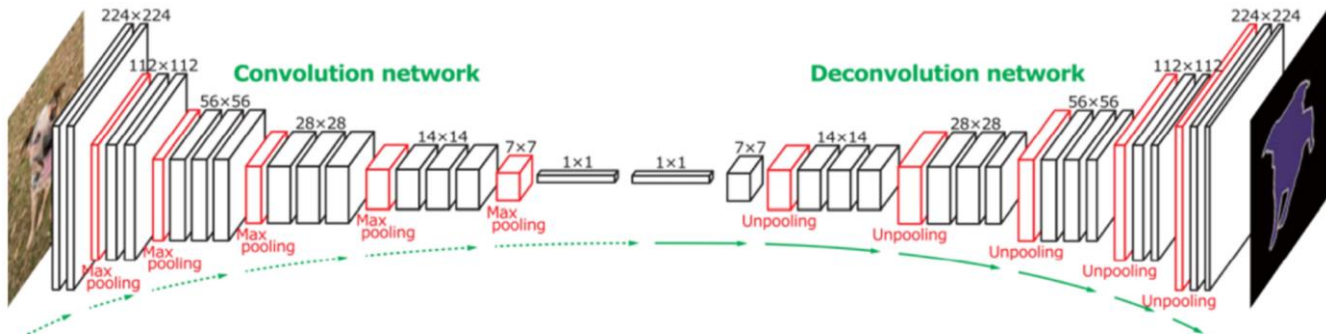 224×224
112×112
Convolution network
56×56
28×28
14×14
7×7
1×1
1×1
7×7
14×14
Deconvolution network
28×28
56×56
112×112
224×224
Max
pooling
Max
pooling
Max
pooling
Max
pooling
Max
pooling
Unpooling
Unpooling
Unpooling
Unpooling
Unpooling